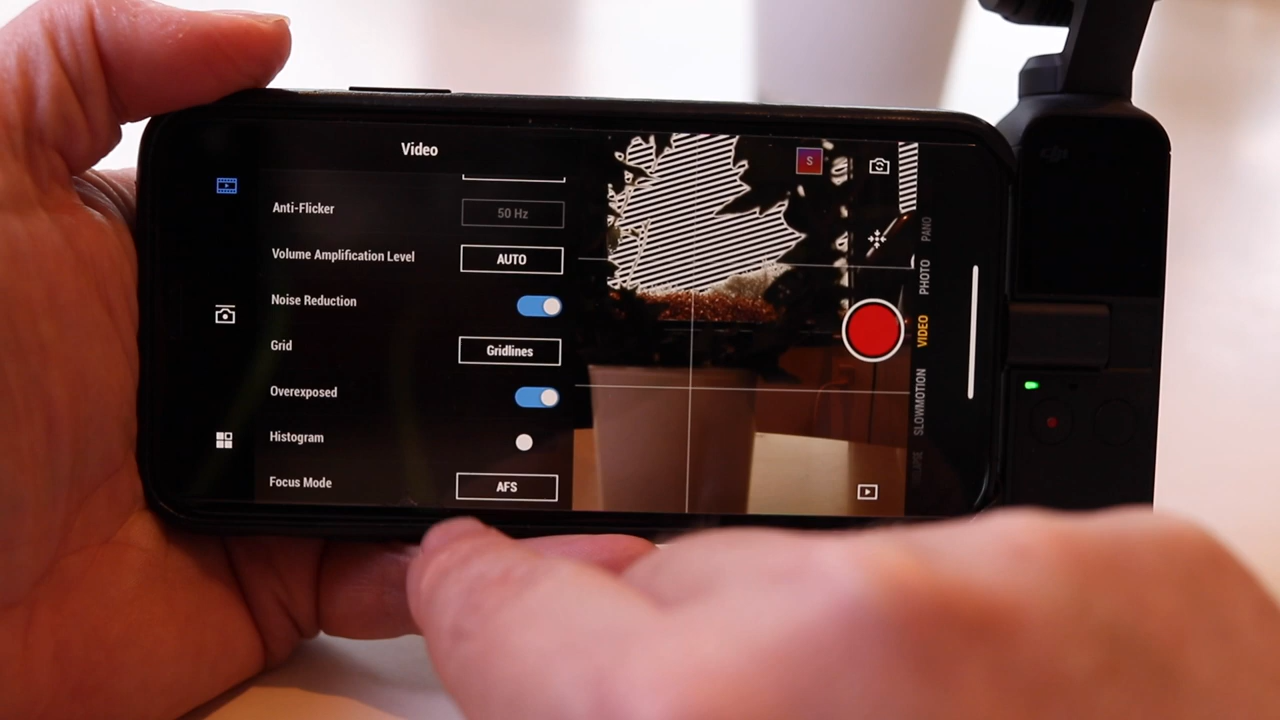 Video
Anti-Flicker
50 Hz
Volume Amplification Level
AUTO
Noise Reduction
Grid
Gridlines
Overexposed
Histogram
Focus Mode
AFS
S
PANO
PHOTO
VIDEO
SLOWMOTION